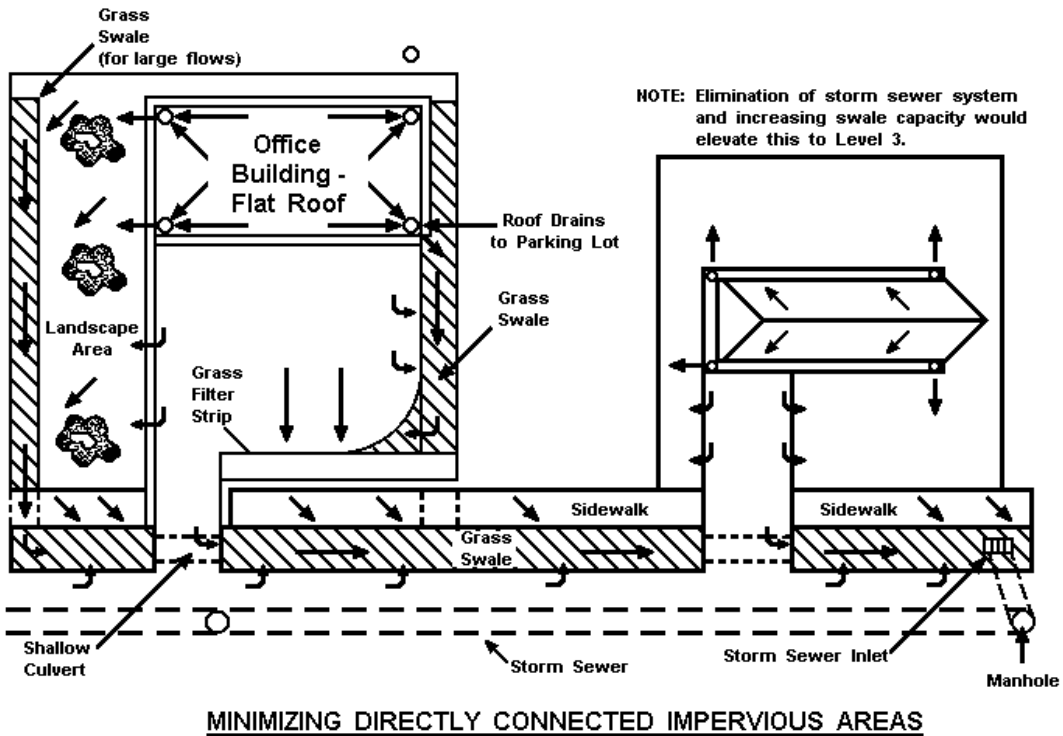 Grass
Swale
(for large flows)
NOTE: Elimination of storm sewer system
and increasing swale capacity would
elevate this to Level 3.
Office
Building -
Flat Roof
Roof Drains
to Parking Lot
Grass
Swale
Landscape
Area
Grass
Filter
Strip
Sidewalk
Sidewalk
Grass
Swale
Shallow
Culvert
Storm Sewer
Storm Sewer Inlet
Manhole
MINIMIZING DIRECTLY CONNECTED IMPERVIOUS AREAS